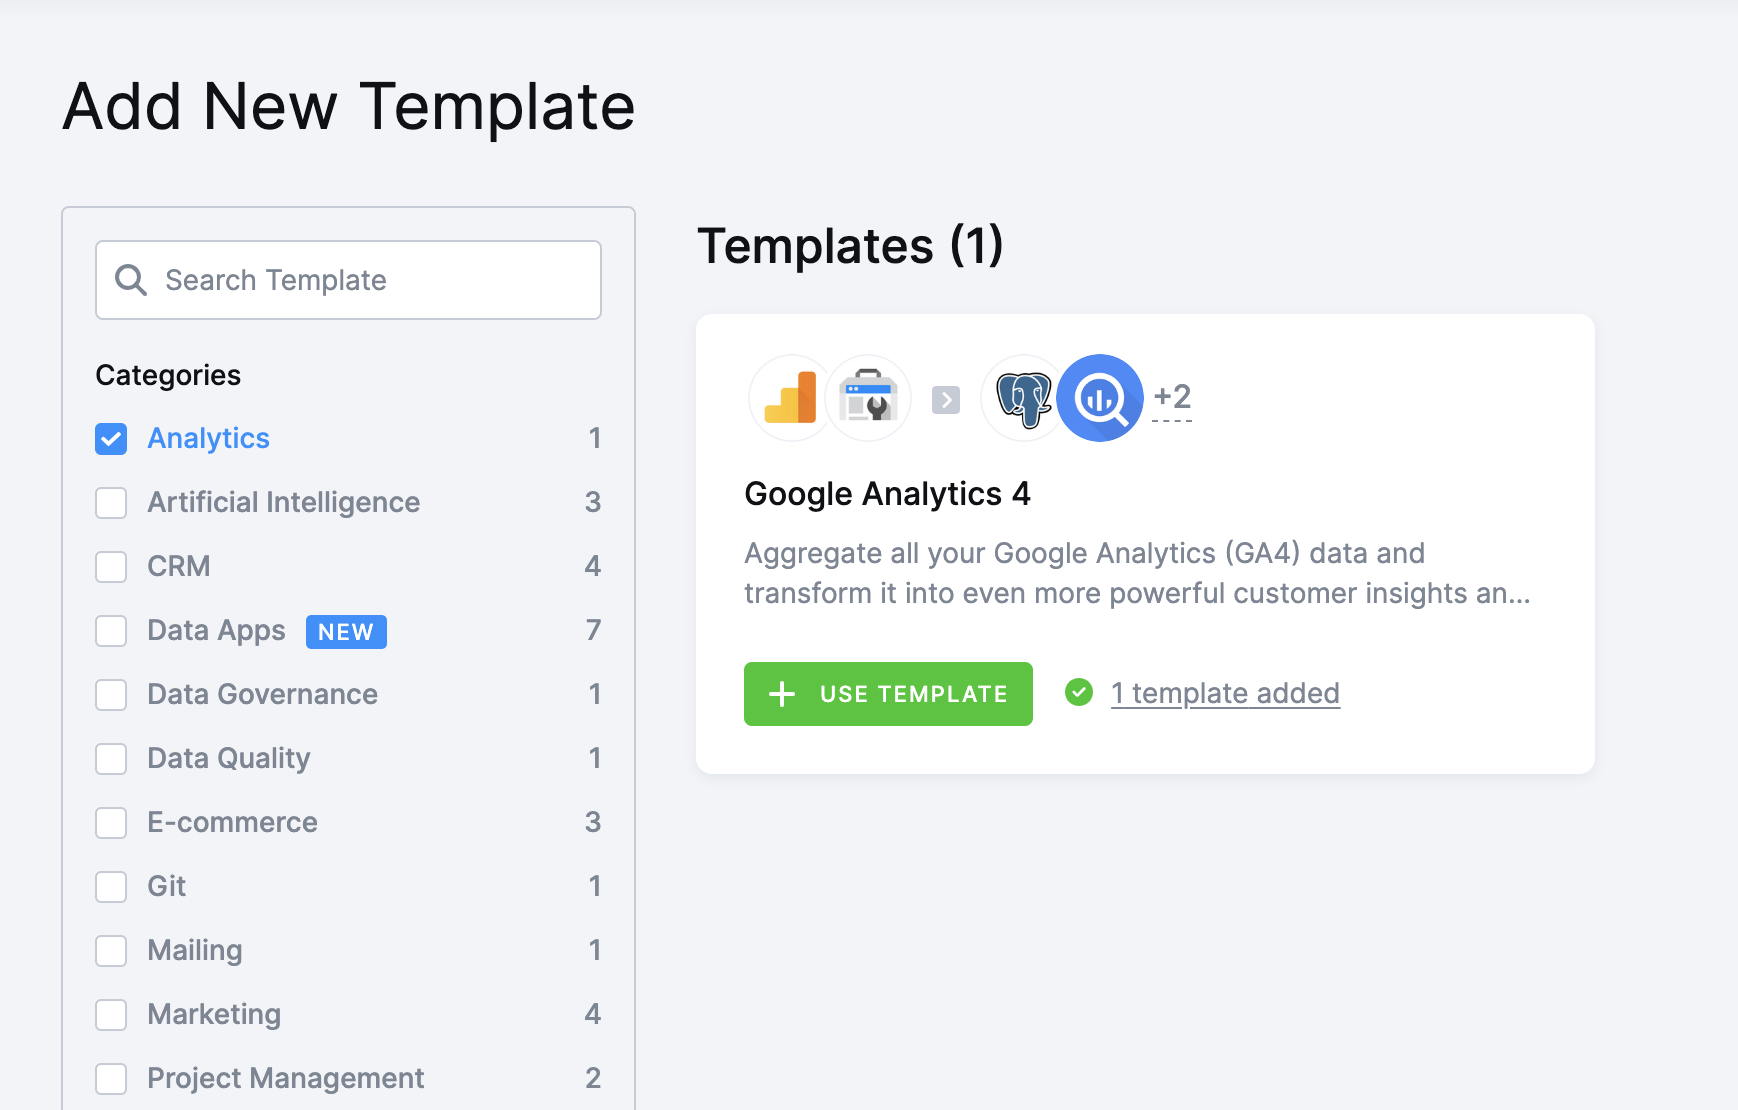 Add New Template
Search Template
Categories
Analytics 1
Artificial Intelligence 3
CRM 4
Data Apps NEW 7
Data Governance 1
Data Quality 1
E-commerce 3
Git 1
Mailing 1
Marketing 4
Project Management 2
Templates (1)
+2
Google Analytics 4
Aggregate all your Google Analytics (GA4) data and
transform it into even more powerful customer insights an...
USE TEMPLATE
1 template added